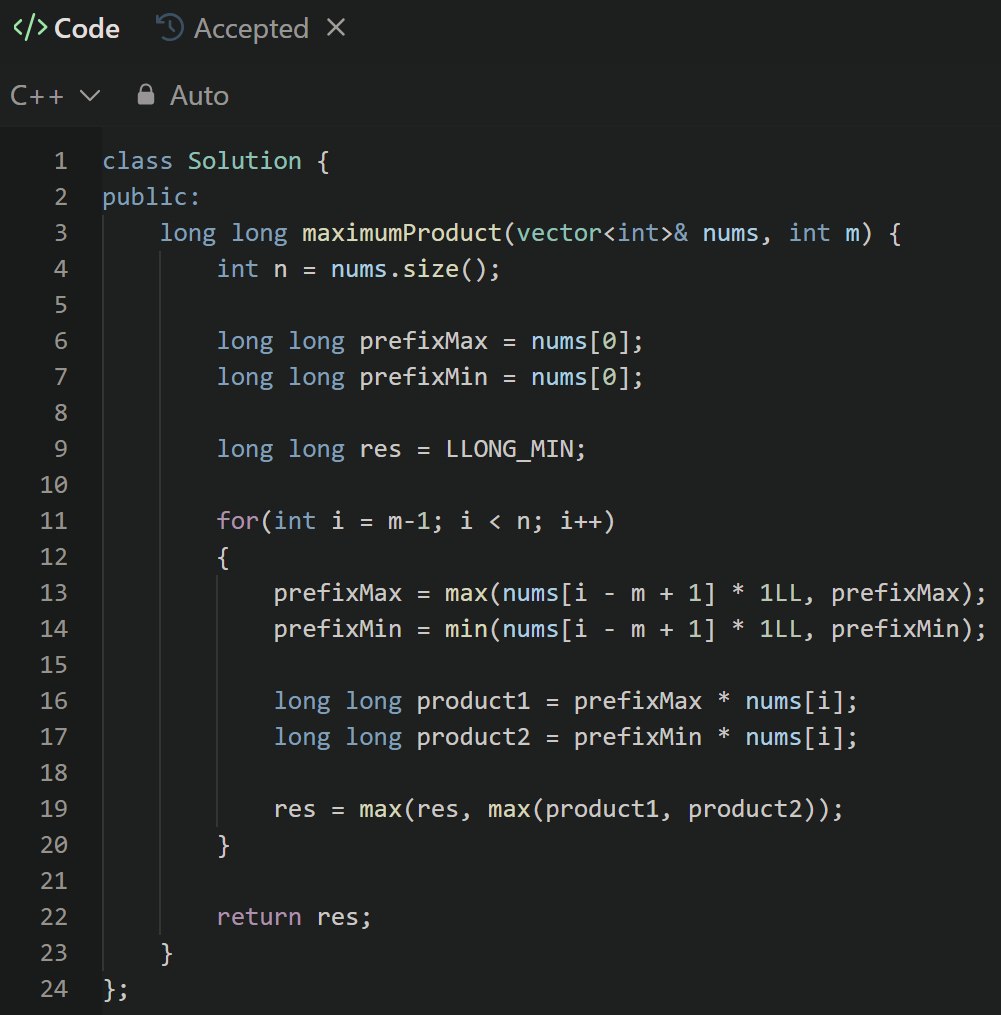 </> Code Accepted ×
C++ Auto
1 class Solution {
2 public:
3     long long maximumProduct(vector<int>& nums, int m) {
4         int n = nums.size();
5
6         long long prefixMax = nums[0];
7         long long prefixMin = nums[0];
8
9         long long res = LLONG_MIN;
10
11         for(int i = m-1; i < n; i++)
12         {
13             prefixMax = max(nums[i - m + 1] * 1LL, prefixMax);
14             prefixMin = min(nums[i - m + 1] * 1LL, prefixMin);
15
16             long long product1 = prefixMax * nums[i];
17             long long product2 = prefixMin * nums[i];
18
19             res = max(res, max(product1, product2));
20         }
21
22         return res;
23     }
24 };